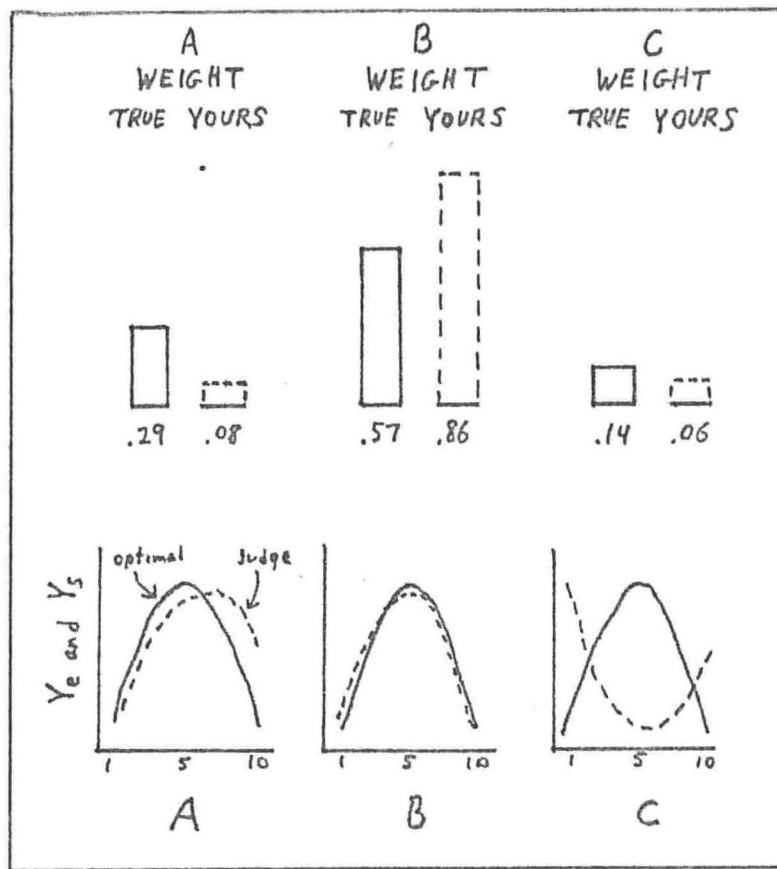 A B C
WEIGHT WEIGHT WEIGHT
TRUE YOURS TRUE YOURS TRUE YOURS
.29 .08 .57 .86 .14 .06
optimal Judge
Ye and Ys
1 5 10 1 5 10 1 5 10
A B C